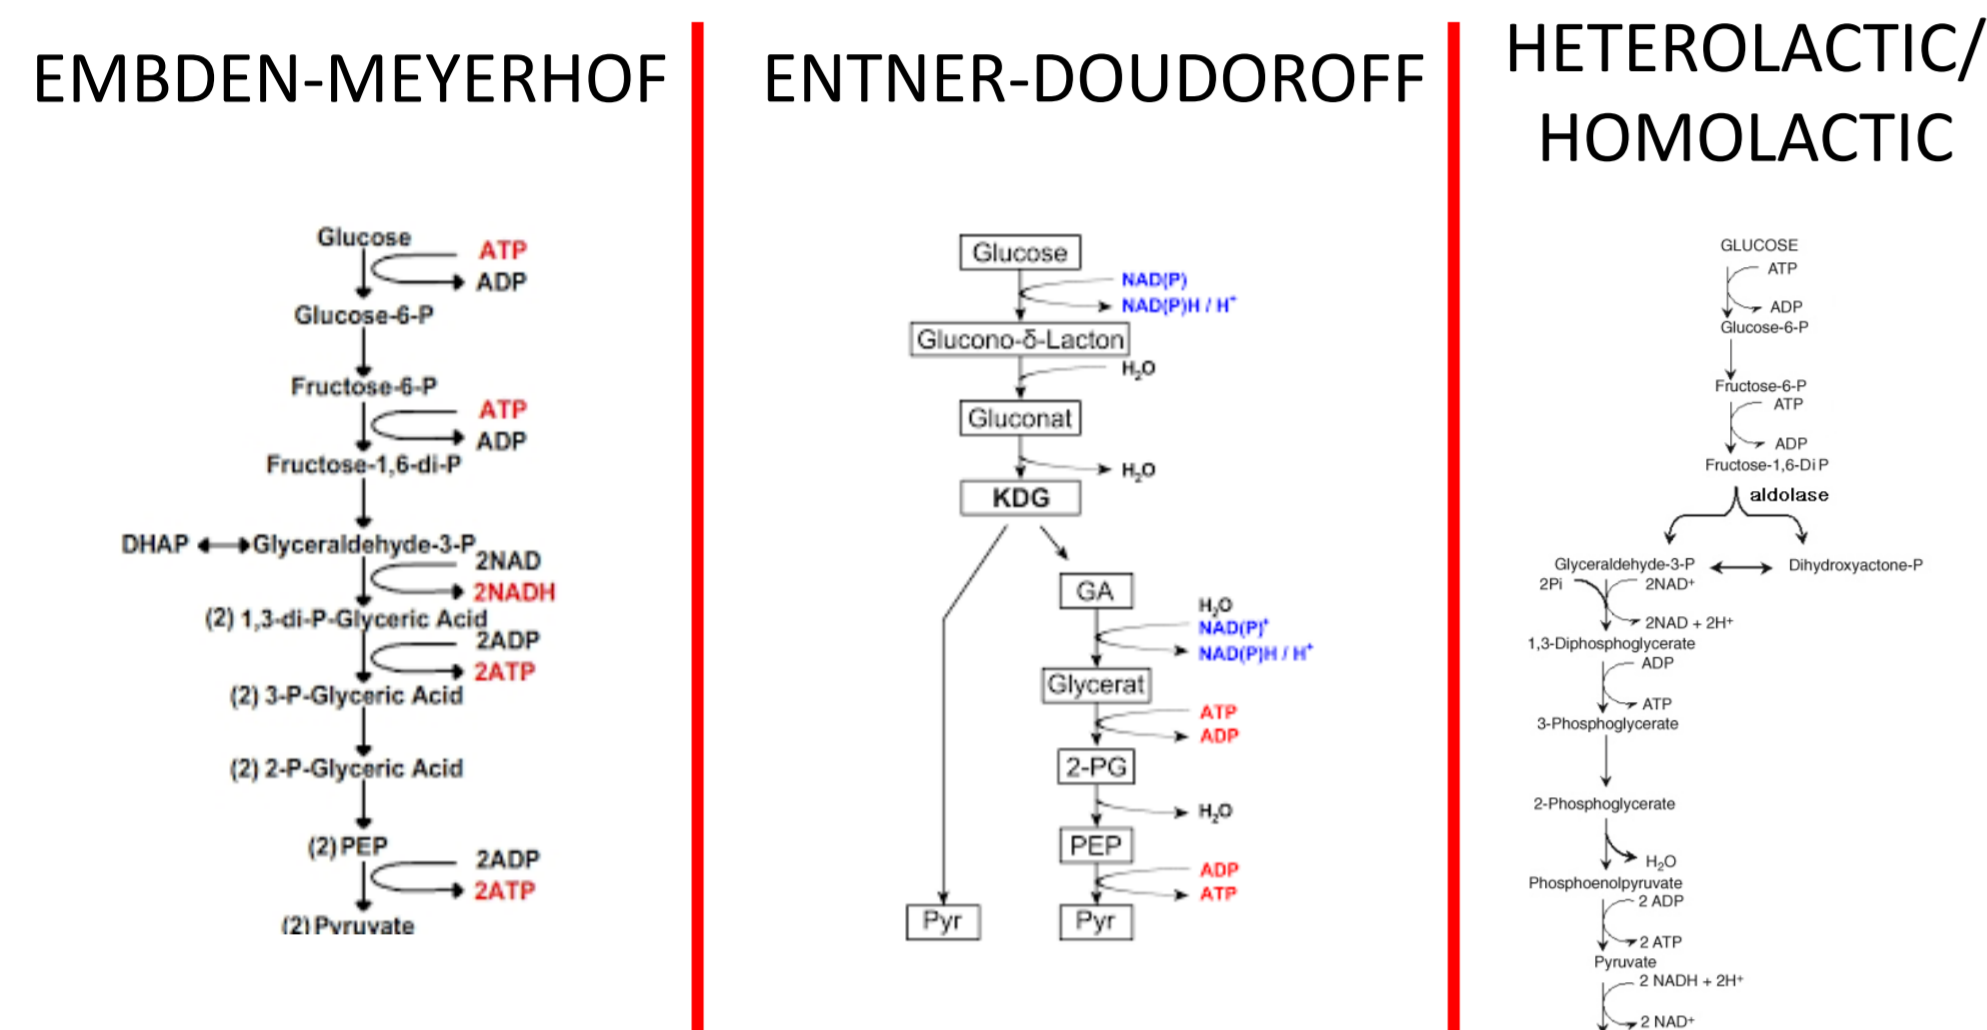 EMBDEN-MEYERHOF
Glucose
ATP
ADP
Glucose-6-P
Fructose-6-P
ATP
ADP
Fructose-1,6-di-P
DHAP
Glyceraldehyde-3-P
2NAD
2NADH
(2) 1,3-di-P-Glyceric Acid
2ADP
2ATP
(2) 3-P-Glyceric Acid
(2) 2-P-Glyceric Acid
(2) PEP
2ADP
2ATP
(2) Pyruvate
ENTNER-DOUDOROFF
Glucose
NAD(P)
NAD(P)H / H⁺
Glucono-δ-Lacton
H₂O
Gluconat
H₂O
KDG
GA
H₂O
NAD(P)⁺
NAD(P)H / H⁺
Glycerat
ATP
ADP
2-PG
H₂O
PEP
ADP
ATP
Pyr
Pyr
HETEROLACTIC/
HOMOLACTIC
GLUCOSE
ATP
ADP
Glucose-6-P
Fructose-6-P
ATP
ADP
Fructose-1,6-Di P
aldolase
Glyceraldehyde-3-P
Dihydroxyactone-P
2Pi
2NAD⁺
2NAD + 2H⁺
1,3-Diphosphoglycerate
ADP
ATP
3-Phosphoglycerate
2-Phosphoglycerate
H₂O
Phosphoenolpyruvate
2 ADP
2 ATP
Pyruvate
2 NADH + 2H⁺
2 NAD⁺